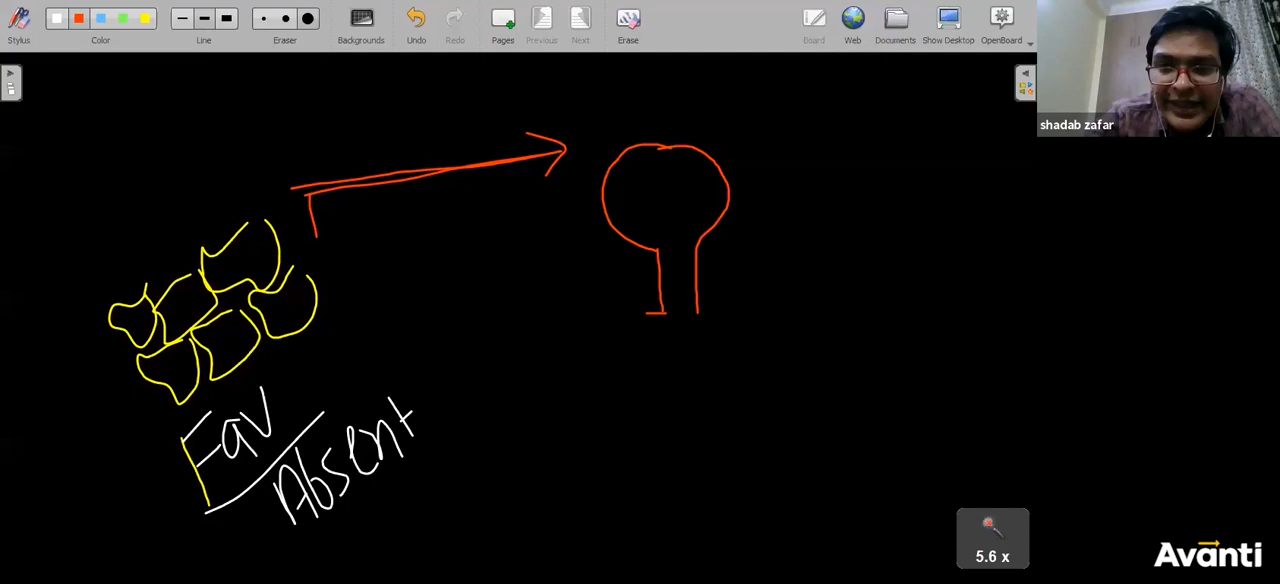 Stylus
Color
Line
Eraser
Backgrounds
Undo
Redo
Pages
Previous
Next
Erase
Board
Web
Documents
Show Desktop
OpenBoard
shadab zafar
Fav
Absent
5.6 x
Avanti